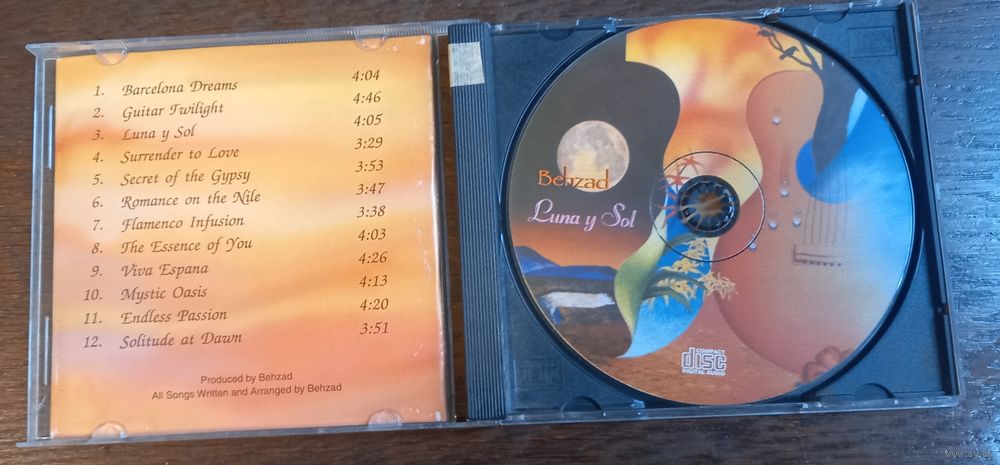 1. Barcelona Dreams 4:04
2. Guitar Twilight 4:46
3. Luna y Sol 4:05
4. Surrender to Love 3:29
5. Secret of the Gypsy 3:53
6. Romance on the Nile 3:47
7. Flamenco Infusion 3:38
8. The Essence of You 4:03
9. Viva Espana 4:26
10. Mystic Oasis 4:13
11. Endless Passion 4:20
12. Solitude at Dawn 3:51
Produced by Behzad
All Songs Written and Arranged by Behzad
Behzad
Luna y Sol
COMPACT
disc
DIGITAL AUDIO